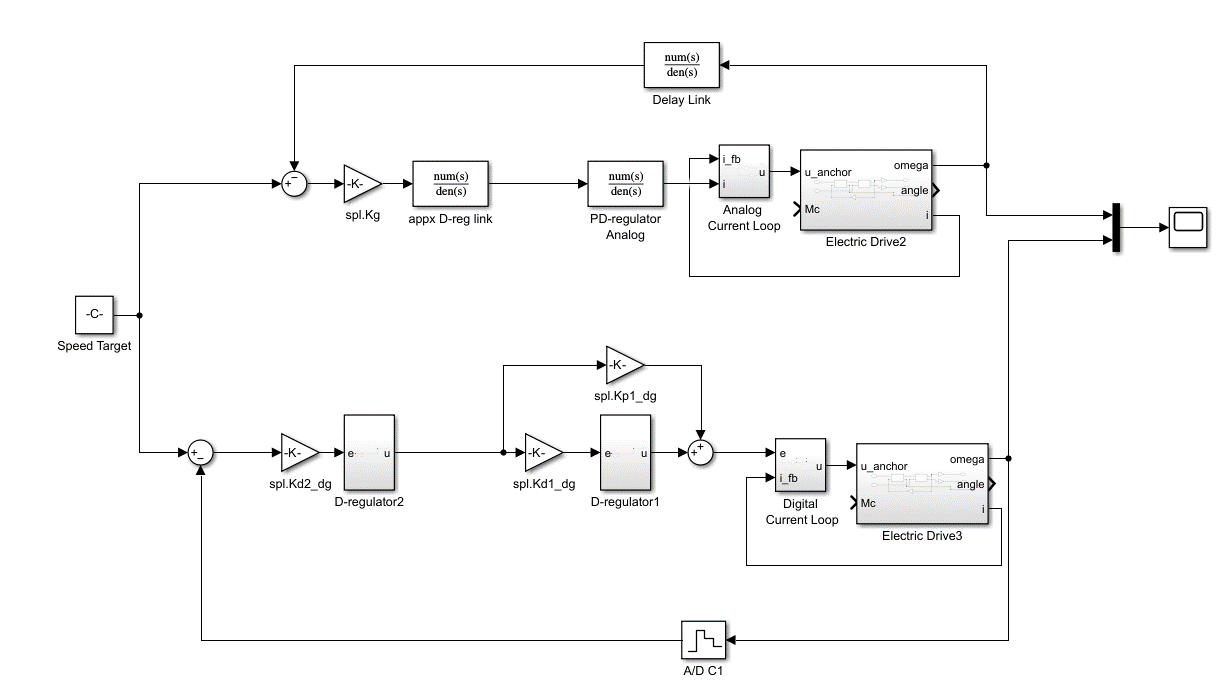 num(s)
den(s)
Delay Link
-K-
spl.Kg
num(s)
den(s)
appx D-reg link
num(s)
den(s)
PD-regulator
Analog
i_fb
i
u
Analog
Current Loop
u_anchor
Mc
omega
angle
i
Electric Drive2
-C-
Speed Target
-K-
spl.Kp1_dg
-K-
spl.Kd2_dg
e
u
D-regulator2
-K-
spl.Kd1_dg
e
u
D-regulator1
e
i_fb
u
Digital
Current Loop
u_anchor
Mc
omega
angle
i
Electric Drive3
A/D C1